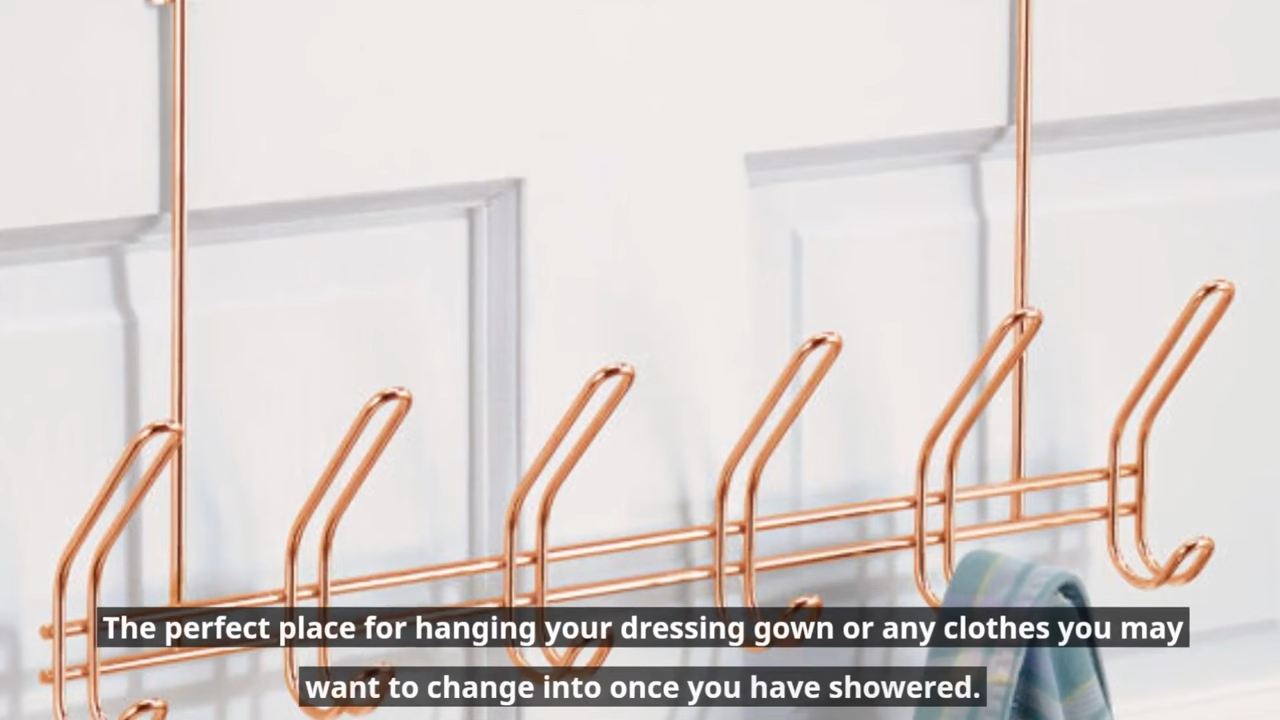 The perfect place for hanging your dressing gown or any clothes you may
want to change into once you have showered.